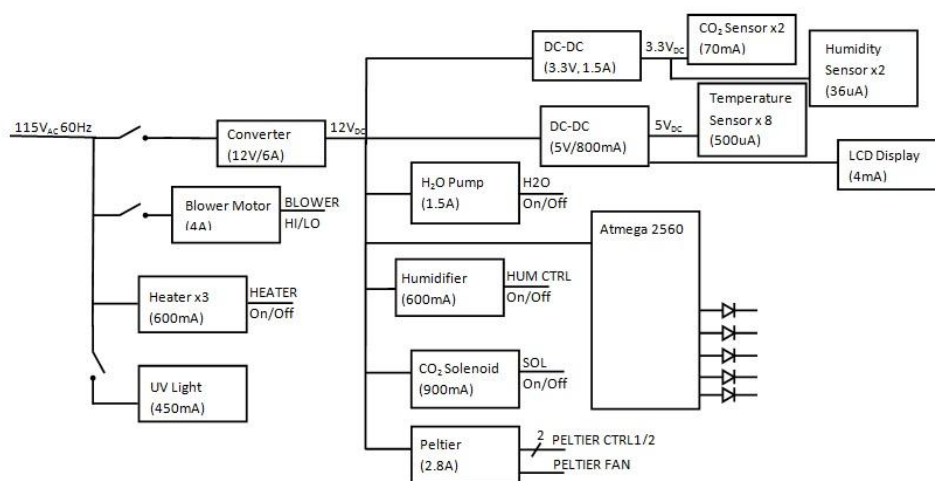 115VAC 60Hz
Converter
(12V/6A)
12VDC
Blower Motor
(4A)
BLOWER
HI/LO
Heater x3
(600mA)
HEATER
On/Off
UV Light
(450mA)
DC-DC
(3.3V, 1.5A)
3.3VDC
CO₂ Sensor x2
(70mA)
Humidity
Sensor x2
(36uA)
DC-DC
(5V/800mA)
5VDC
Temperature
Sensor x 8
(500uA)
LCD Display
(4mA)
H₂O Pump
(1.5A)
H2O
On/Off
Atmega 2560
Humidifier
(600mA)
HUM CTRL
On/Off
CO₂ Solenoid
(900mA)
SOL
On/Off
Peltier
(2.8A)
2
PELTIER CTRL1/2
PELTIER FAN